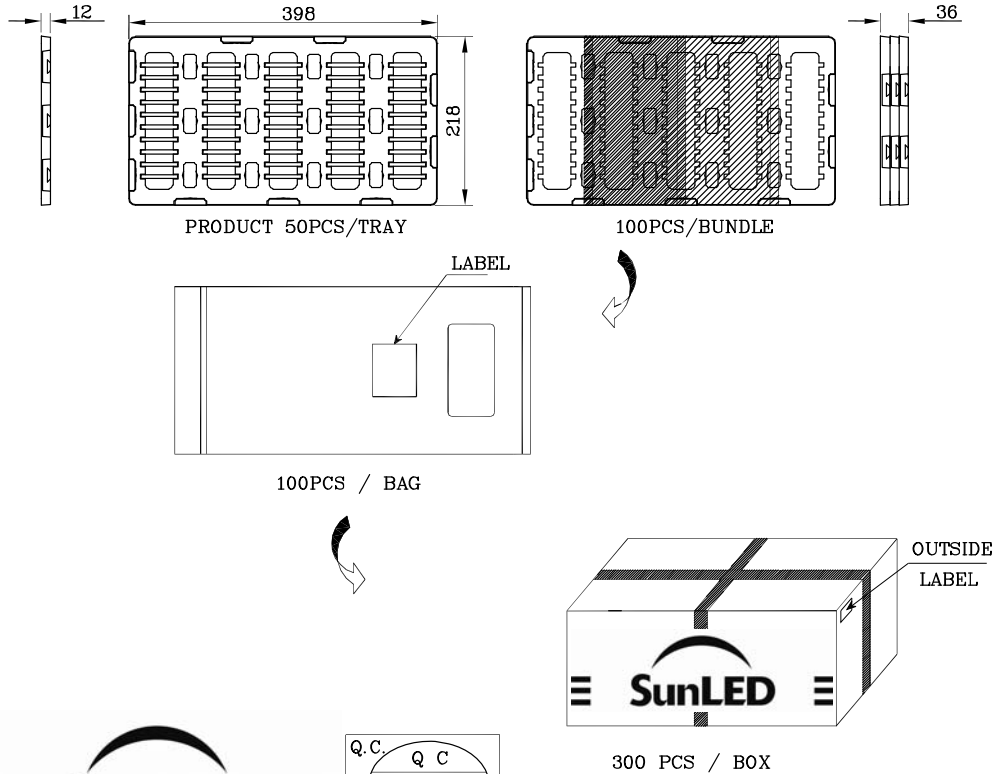 12
398
36
218
PRODUCT 50PCS/TRAY
100PCS/BUNDLE
LABEL
100PCS / BAG
OUTSIDE
LABEL
SunLED
300 PCS / BOX
Q.C.
Q C